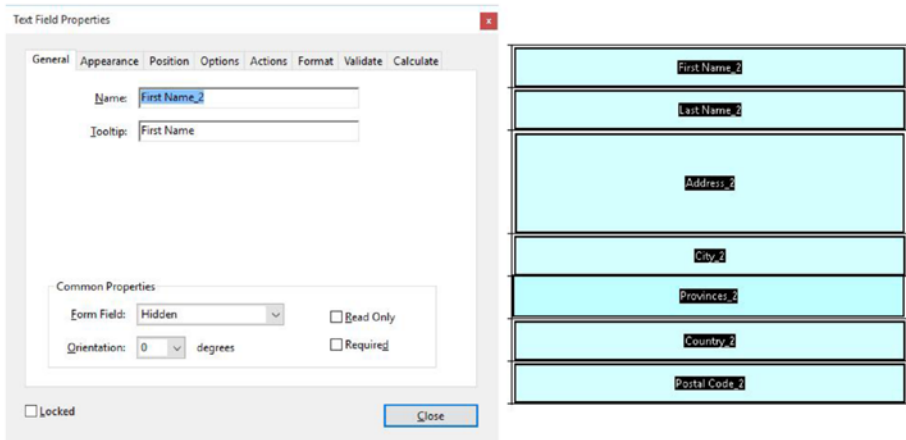 Text Field Properties
x
General Appearance Position Options Actions Format Validate Calculate
Name: First Name_2
Tooltip: First Name
Common Properties
Form Field: Hidden
Read Only
Orientation: 0 degrees
Required
Locked
Close
First Name_2
Last Name_2
Address_2
City_2
Provinces_2
Country_2
Postal Code_2